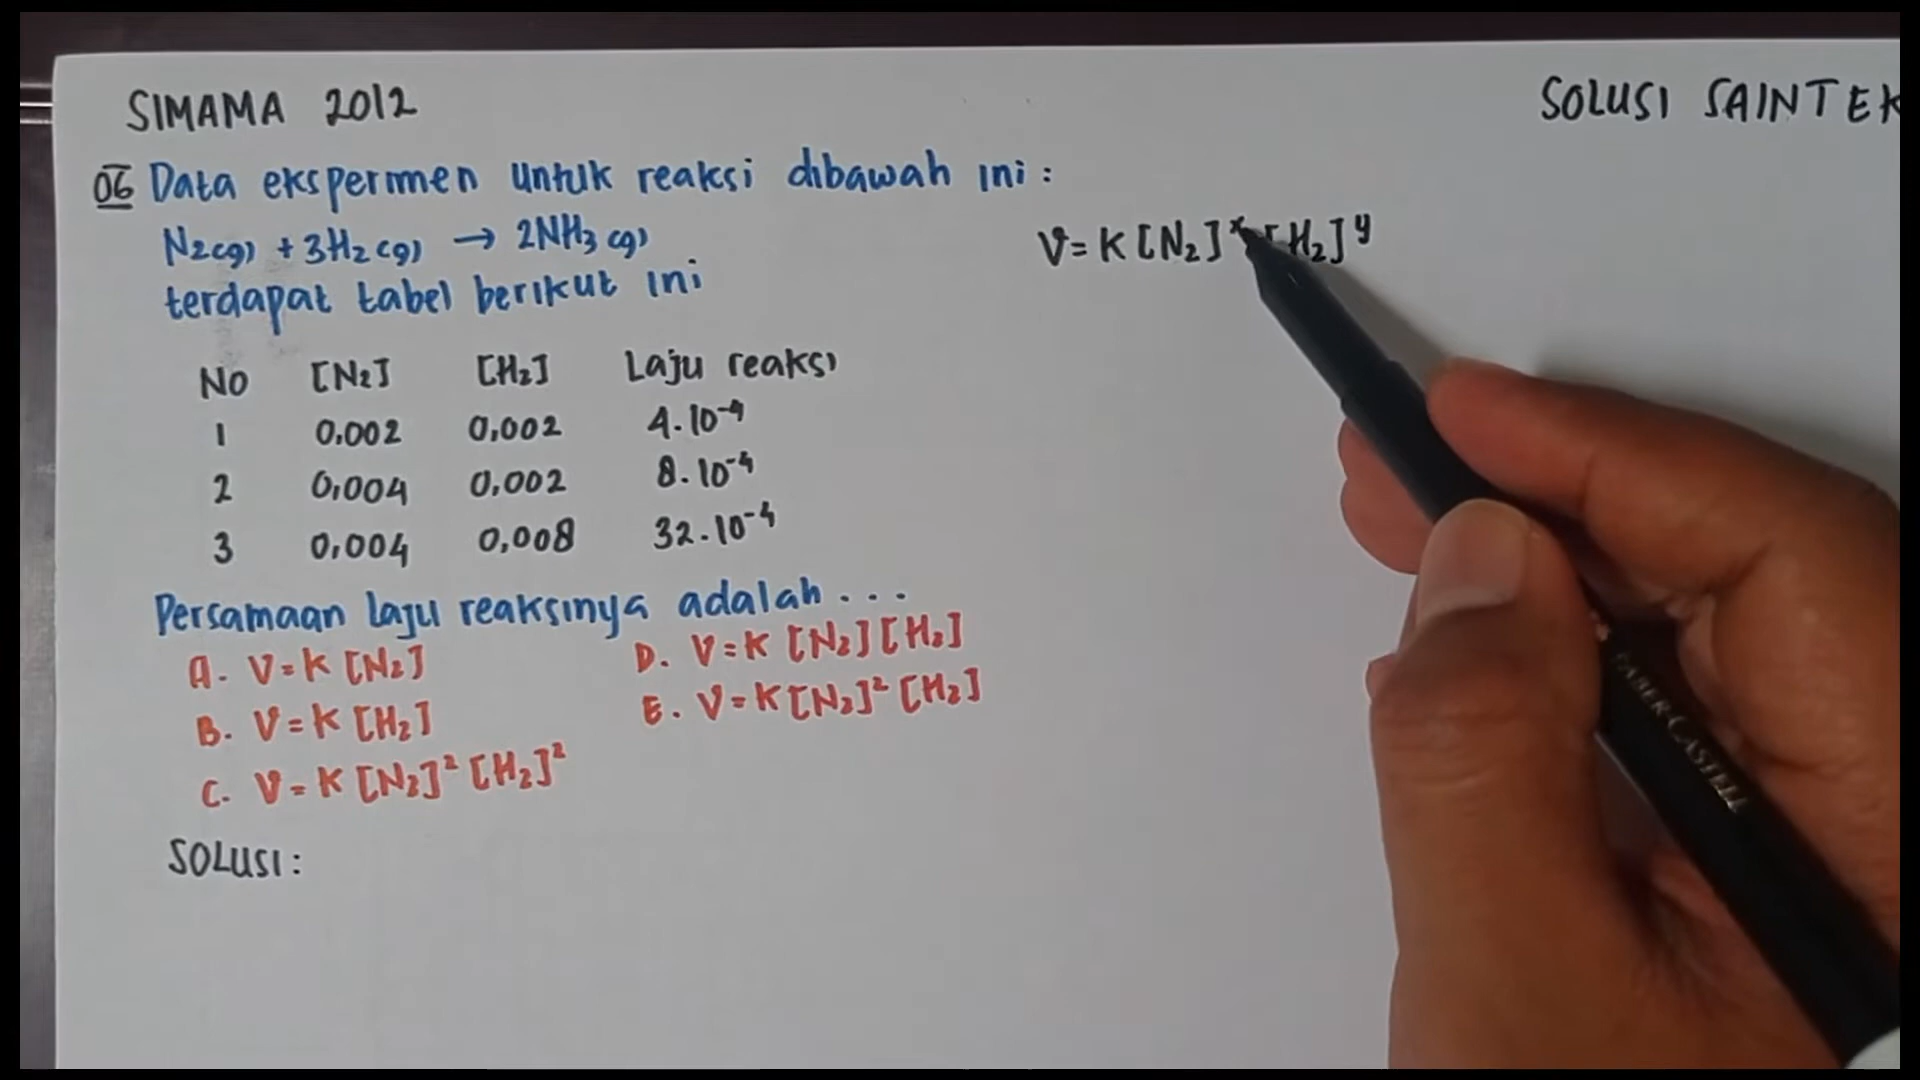 SIMAMA 2012
SOLUSI SAINTEK
06 Data eksperimen untuk reaksi dibawah ini :
N2(g) + 3H2(g) → 2NH3(g)
V = K [N2]^x [H2]^y
terdapat tabel berikut ini
No [N2] [H2] Laju reaksi
1 0,002 0,002 4.10^-4
2 0,004 0,002 8.10^-4
3 0,004 0,008 32.10^-4
Persamaan laju reaksinya adalah ...
A. V = K [N2]
B. V = K [H2]
C. V = K [N2]² [H2]²
D. V = K [N2] [H2]
E. V = K [N2]² [H2]
SOLUSI :
FABER-CASTELL